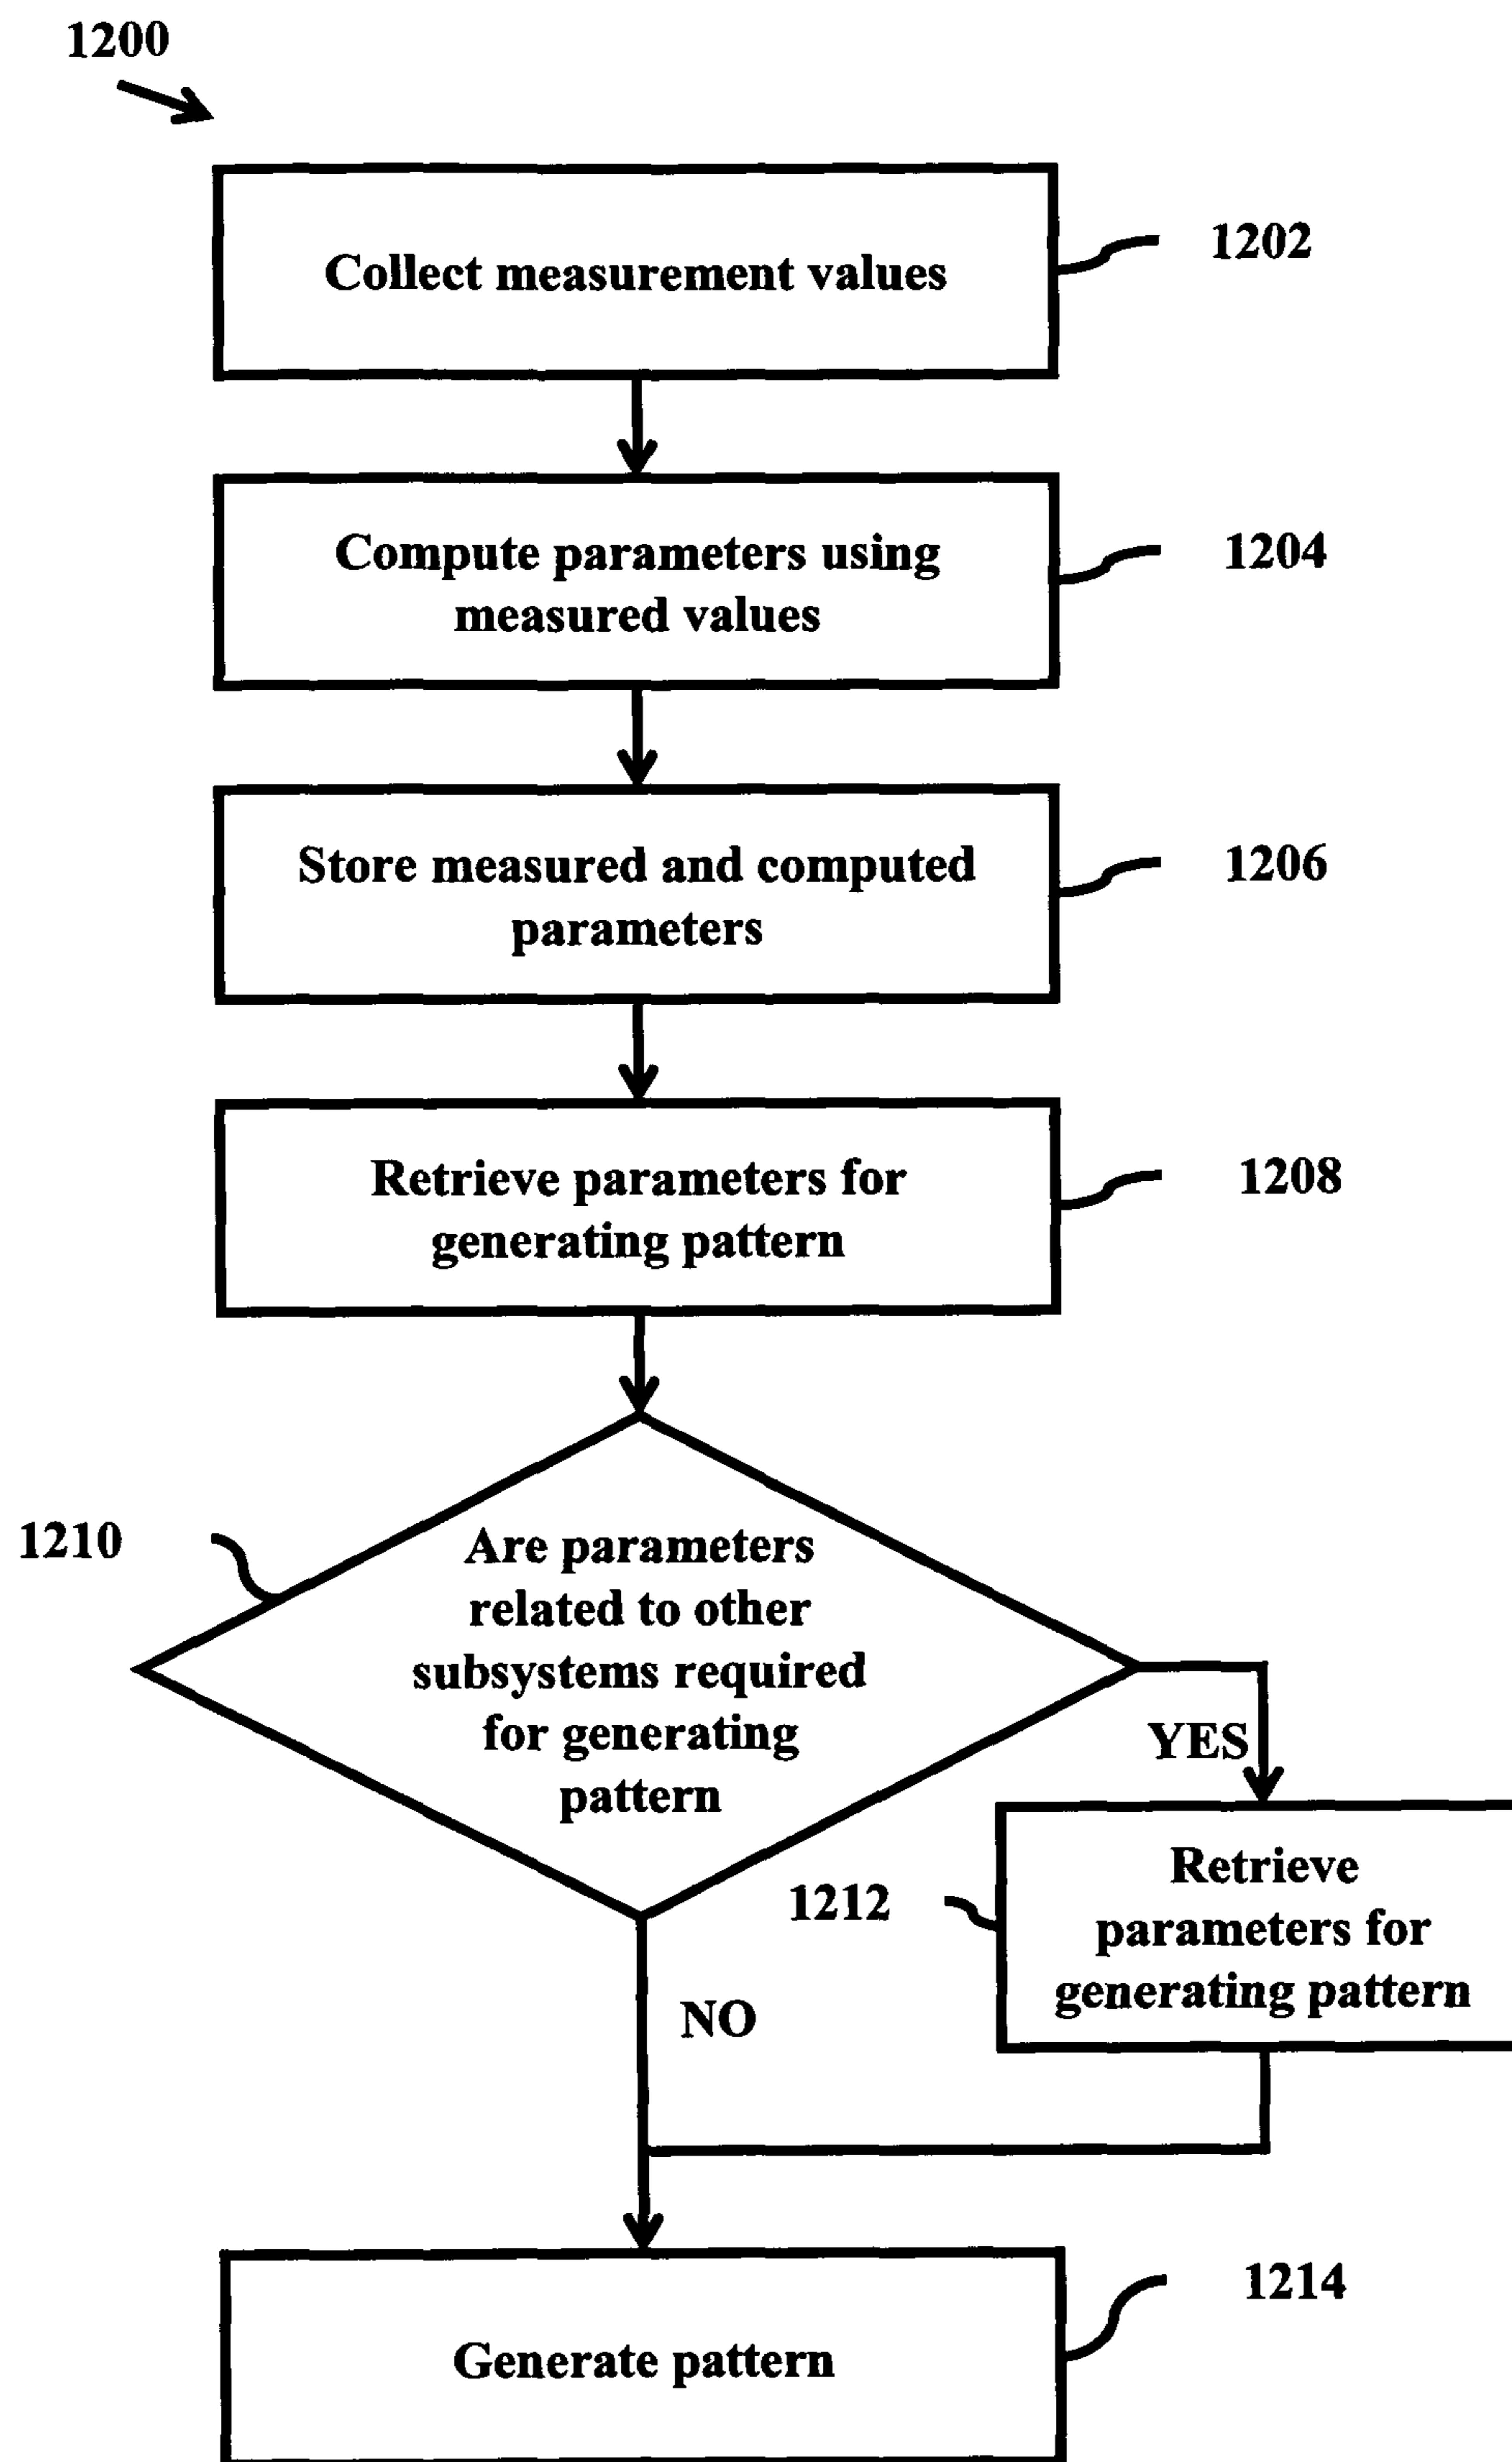 1200
Collect measurement values
1202
Compute parameters using
measured values
1204
Store measured and computed
parameters
1206
Retrieve parameters for
generating pattern
1208
1210
Are parameters
related to other
subsystems required
for generating
pattern
YES
1212
Retrieve
parameters for
generating pattern
NO
Generate pattern
1214